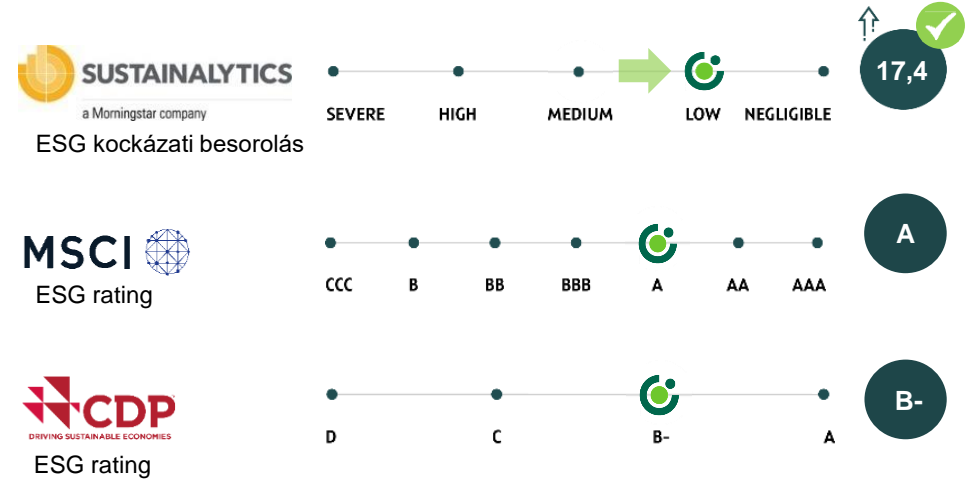 SUSTAINALYTICS
a Morningstar company
ESG kockázati besorolás
SEVERE HIGH MEDIUM LOW NEGLIGIBLE
17,4
MSCI
ESG rating
CCC B BB BBB A AA AAA
A
CDP
DRIVING SUSTAINABLE ECONOMIES
ESG rating
D C B- A
B-